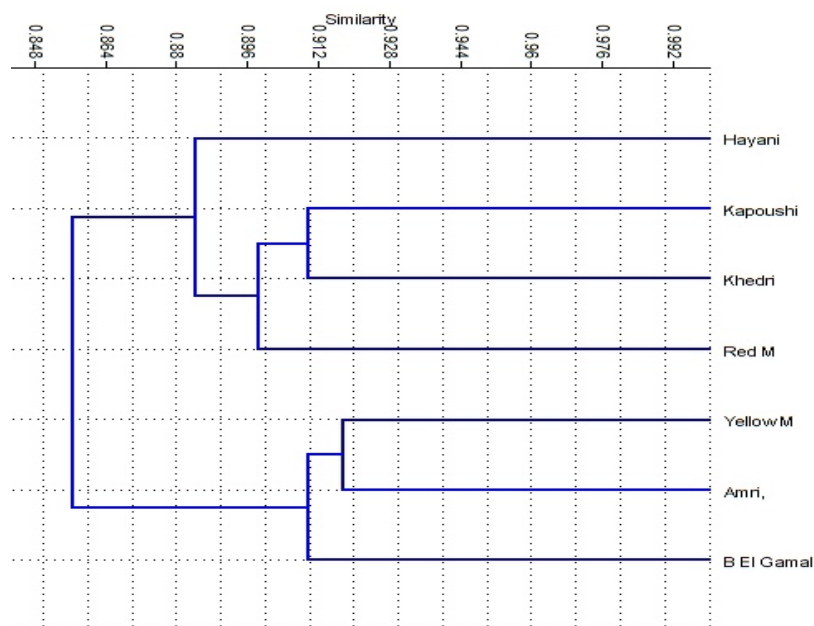 Similarity
0.848 0.864 0.88 0.896 0.912 0.928 0.944 0.96 0.976 0.992
Hayani
Kapoushi
Khedri
Red M
Yellow M
Amri,
B El Gamal